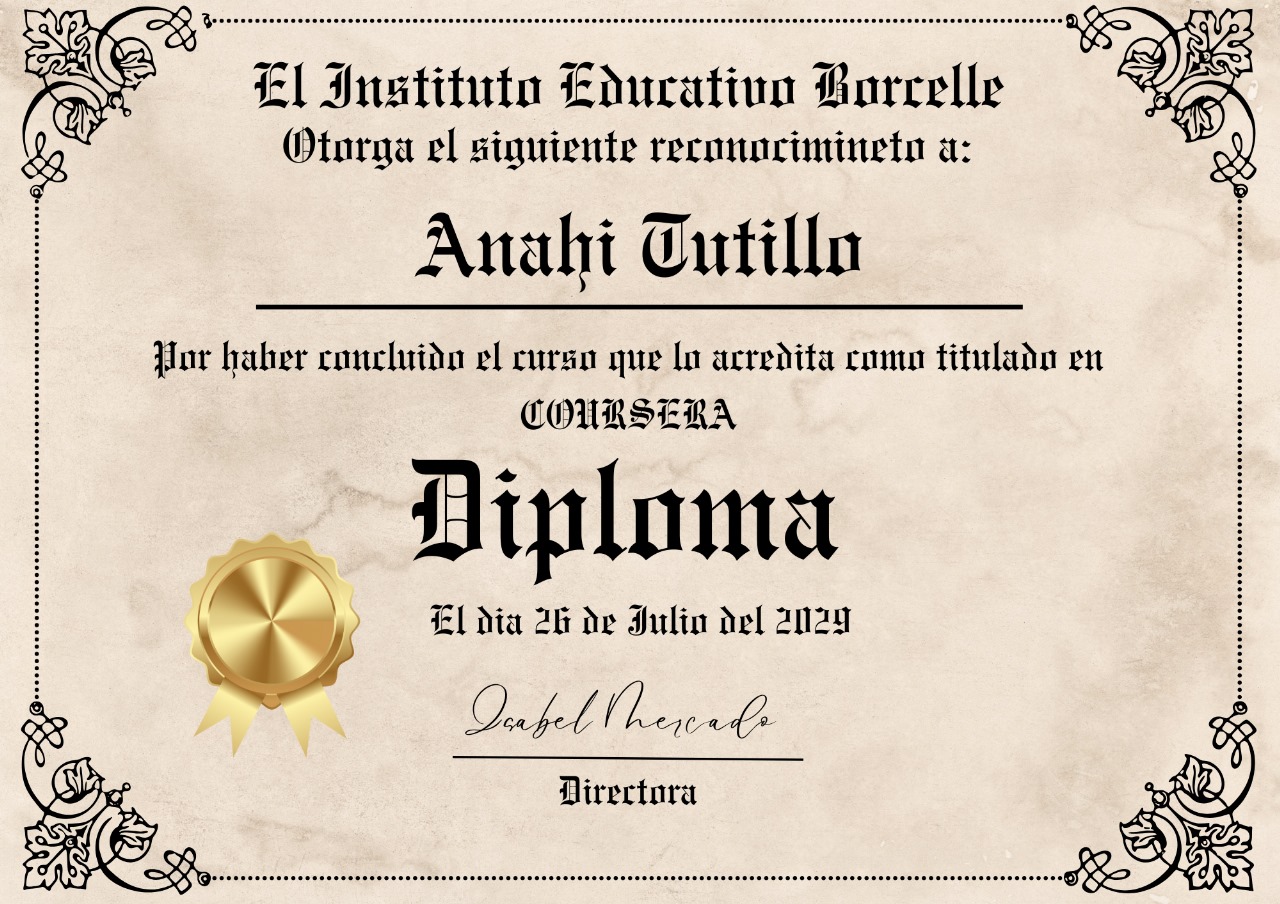 El Instituto Educativo Borcelle
Otorga el siguiente reconocimineto a:
Anahi Tutillo
Por haber concluido el curso que lo acredita como titulado en
COURSERA
Diploma
El dia 26 de Julio del 2029
Isabel Mercado
Directora